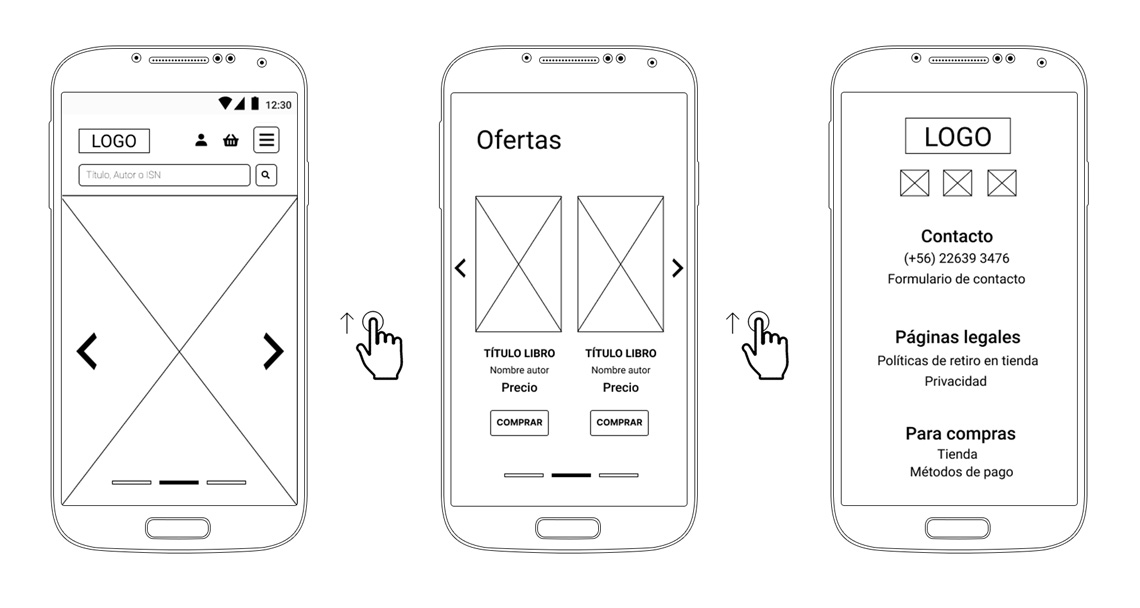 12:30
LOGO
Título, Autor o ISN
Ofertas
TÍTULO LIBRO
Nombre autor
Precio
COMPRAR
TÍTULO LIBRO
Nombre autor
Precio
COMPRAR
LOGO
Contacto
(+56) 22639 3476
Formulario de contacto
Páginas legales
Políticas de retiro en tienda
Privacidad
Para compras
Tienda
Métodos de pago